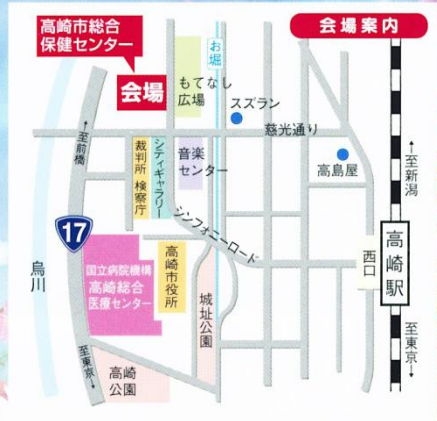 高崎市総合
保健センター
会場
会場案内
お堀
もてなし
広場
スズラン
慈光通り
↑至前橋
裁判所 検察庁
シティギャラリー
音楽
センター
高島屋
↑至新潟
シンフォニーロード
17
烏川
国立病院機構
高崎総合
医療センター
高崎市役所
城址公園
西口
高崎駅
至東京↓
高崎
公園
至東京↓